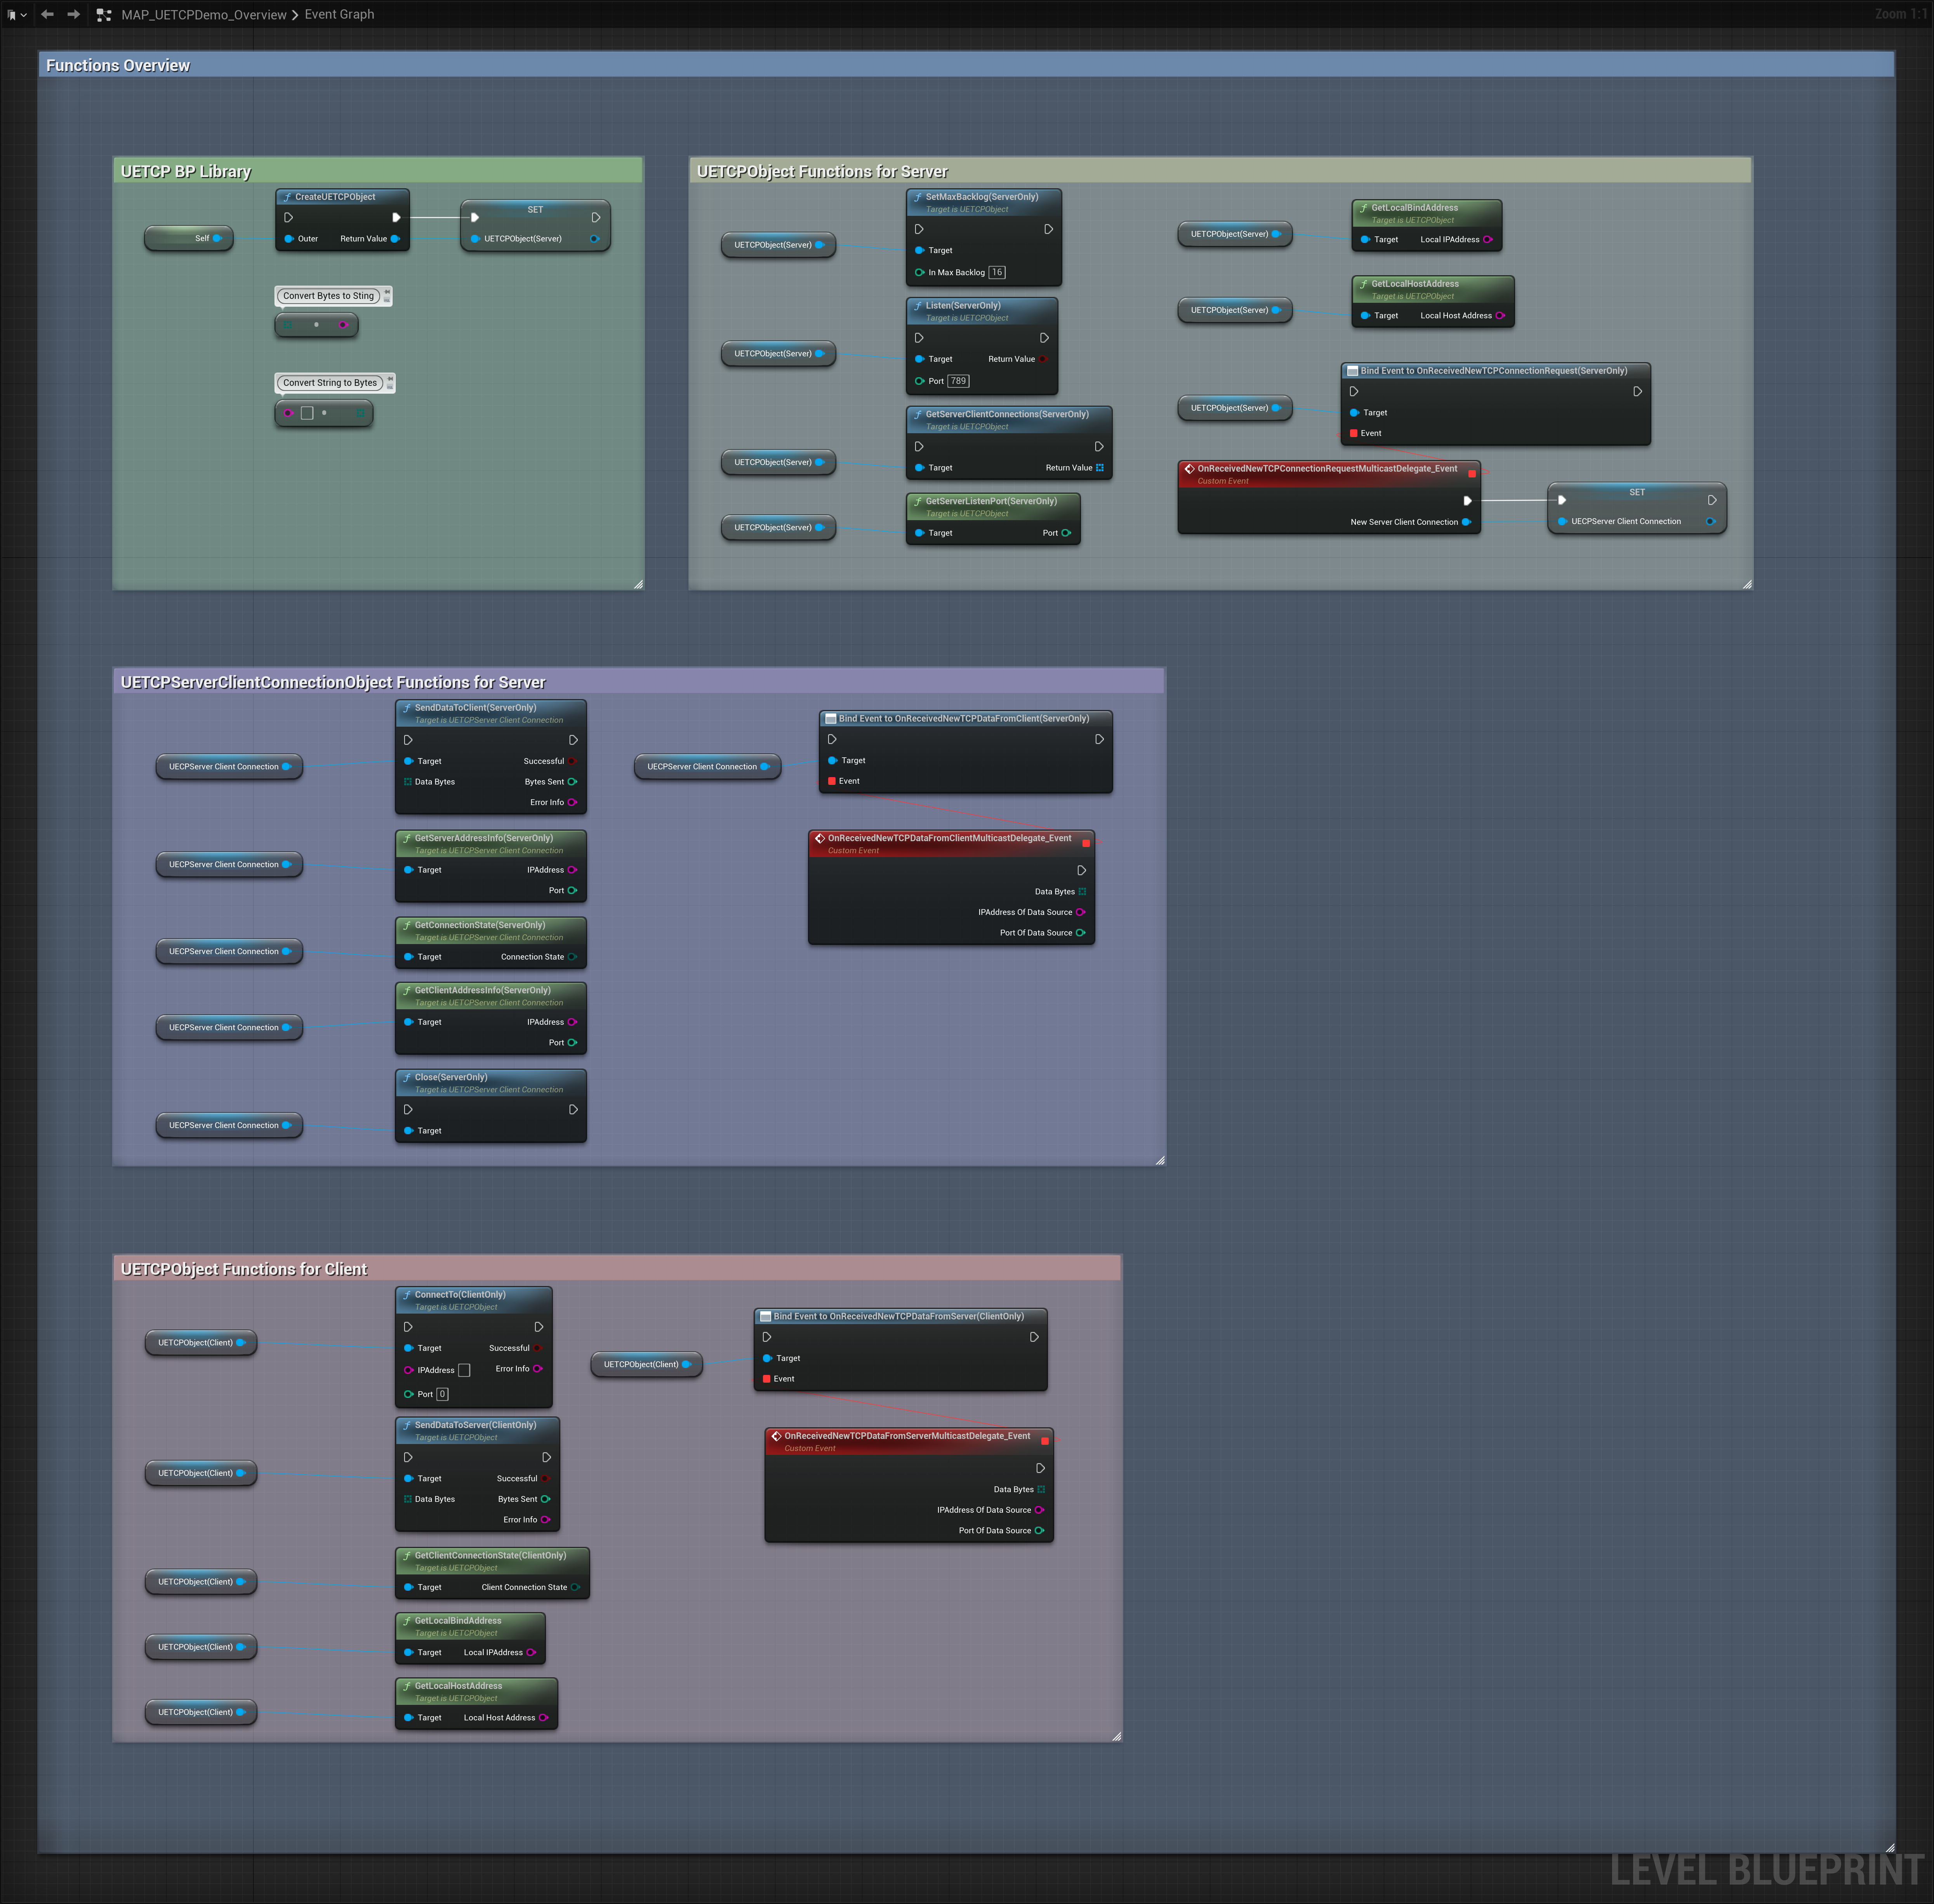 MAP_UETCPDemo_Overview > Event Graph
Zoom 1:1
Functions Overview
UETCP BP Library
CreateUETCPObject
Self
Outer
Return Value
SET
UETCPObject(Server)
Convert Bytes to Sting
Convert String to Bytes
UETCPObject Functions for Server
UETCPObject(Server)
SetMaxBacklog(ServerOnly)
Target is UETCPObject
Target
In Max Backlog 16
UETCPObject(Server)
Listen(ServerOnly)
Target is UETCPObject
Target
Return Value
Port 789
UETCPObject(Server)
GetServerClientConnections(ServerOnly)
Target is UETCPObject
Target
Return Value
UETCPObject(Server)
GetServerListenPort(ServerOnly)
Target is UETCPObject
Target
Port
UETCPObject(Server)
GetLocalBindAddress
Target is UETCPObject
Target
Local IPAddress
UETCPObject(Server)
GetLocalHostAddress
Target is UETCPObject
Target
Local Host Address
UETCPObject(Server)
Bind Event to OnReceivedNewTCPConnectionRequest(ServerOnly)
Target
Event
OnReceivedNewTCPConnectionRequestMulticastDelegate_Event
Custom Event
New Server Client Connection
SET
UECPServer Client Connection
UETCPServerClientConnectionObject Functions for Server
UECPServer Client Connection
SendDataToClient(ServerOnly)
Target is UETCPServer Client Connection
Target
Successful
Data Bytes
Bytes Sent
Error Info
UECPServer Client Connection
GetServerAddressInfo(ServerOnly)
Target is UETCPServer Client Connection
Target
IPAddress
Port
UECPServer Client Connection
GetConnectionState(ServerOnly)
Target is UETCPServer Client Connection
Target
Connection State
UECPServer Client Connection
GetClientAddressInfo(ServerOnly)
Target is UETCPServer Client Connection
Target
IPAddress
Port
UECPServer Client Connection
Close(ServerOnly)
Target is UETCPServer Client Connection
Target
UECPServer Client Connection
Bind Event to OnReceivedNewTCPDataFromClient(ServerOnly)
Target
Event
OnReceivedNewTCPDataFromClientMulticastDelegate_Event
Custom Event
Data Bytes
IPAddress Of Data Source
Port Of Data Source
UETCPObject Functions for Client
UETCPObject(Client)
ConnectTo(ClientOnly)
Target is UETCPObject
Target
Successful
IPAddress
Error Info
Port 0
UETCPObject(Client)
SendDataToServer(ClientOnly)
Target is UETCPObject
Target
Successful
Data Bytes
Bytes Sent
Error Info
UETCPObject(Client)
GetClientConnectionState(ClientOnly)
Target is UETCPObject
Target
Client Connection State
UETCPObject(Client)
GetLocalBindAddress
Target is UETCPObject
Target
Local IPAddress
UETCPObject(Client)
GetLocalHostAddress
Target is UETCPObject
Target
Local Host Address
UETCPObject(Client)
Bind Event to OnReceivedNewTCPDataFromServer(ClientOnly)
Target
Event
OnReceivedNewTCPDataFromServerMulticastDelegate_Event
Custom Event
Data Bytes
IPAddress Of Data Source
Port Of Data Source
LEVEL BLUEPRINT